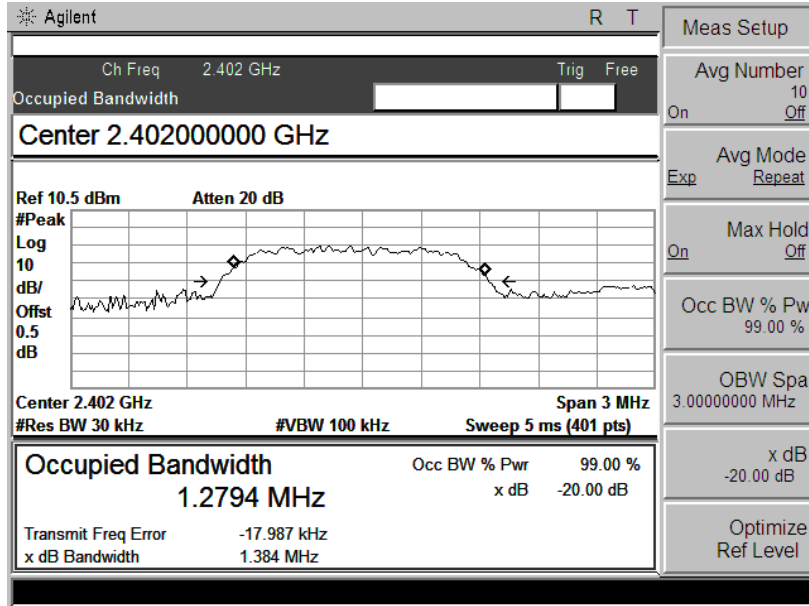 Agilent R T
Ch Freq 2.402 GHz Trig Free
Occupied Bandwidth
Center 2.402000000 GHz
Ref 10.5 dBm Atten 20 dB
#Peak
Log
10
dB/
Offst
0.5
dB
Center 2.402 GHz Span 3 MHz
#Res BW 30 kHz #VBW 100 kHz Sweep 5 ms (401 pts)
Occupied Bandwidth Occ BW % Pwr 99.00 %
1.2794 MHz x dB -20.00 dB
Transmit Freq Error -17.987 kHz
x dB Bandwidth 1.384 MHz
Meas Setup
Avg Number
10
On Off
Avg Mode
Exp Repeat
Max Hold
On Off
Occ BW % Pw
99.00 %
OBW Spa
3.00000000 MHz
x dB
-20.00 dB
Optimize
Ref Level